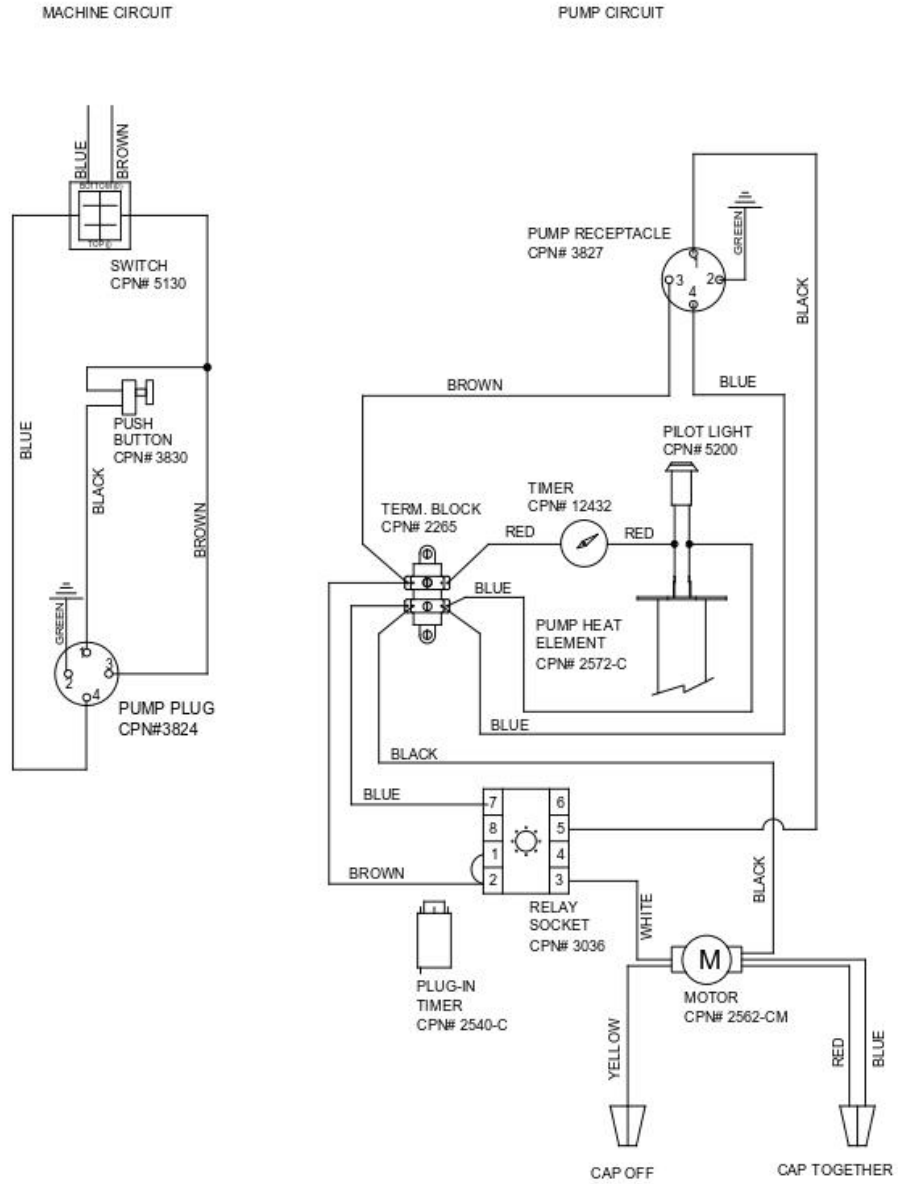 MACHINE CIRCUIT
PUMP CIRCUIT
BLUE
BROWN
BOTTOM(I)
TOP()
SWITCH
CPN# 5130
PUSH
BUTTON
CPN# 3830
BLUE
BLACK
BROWN
GREEN
1
2
3
4
PUMP PLUG
CPN#3824
PUMP RECEPTACLE
CPN# 3827
GREEN
1
3
2
4
BLACK
BROWN
BLUE
PILOT LIGHT
CPN# 5200
TIMER
CPN# 12432
TERM. BLOCK
CPN# 2265
RED
RED
BLUE
PUMP HEAT
ELEMENT
CPN# 2572-C
BLUE
BLACK
BLUE
7
6
8
5
1
4
2
3
BROWN
RELAY
SOCKET
CPN# 3036
WHITE
BLACK
PLUG-IN
TIMER
CPN# 2540-C
M
MOTOR
CPN# 2562-CM
YELLOW
RED
BLUE
CAP OFF
CAP TOGETHER